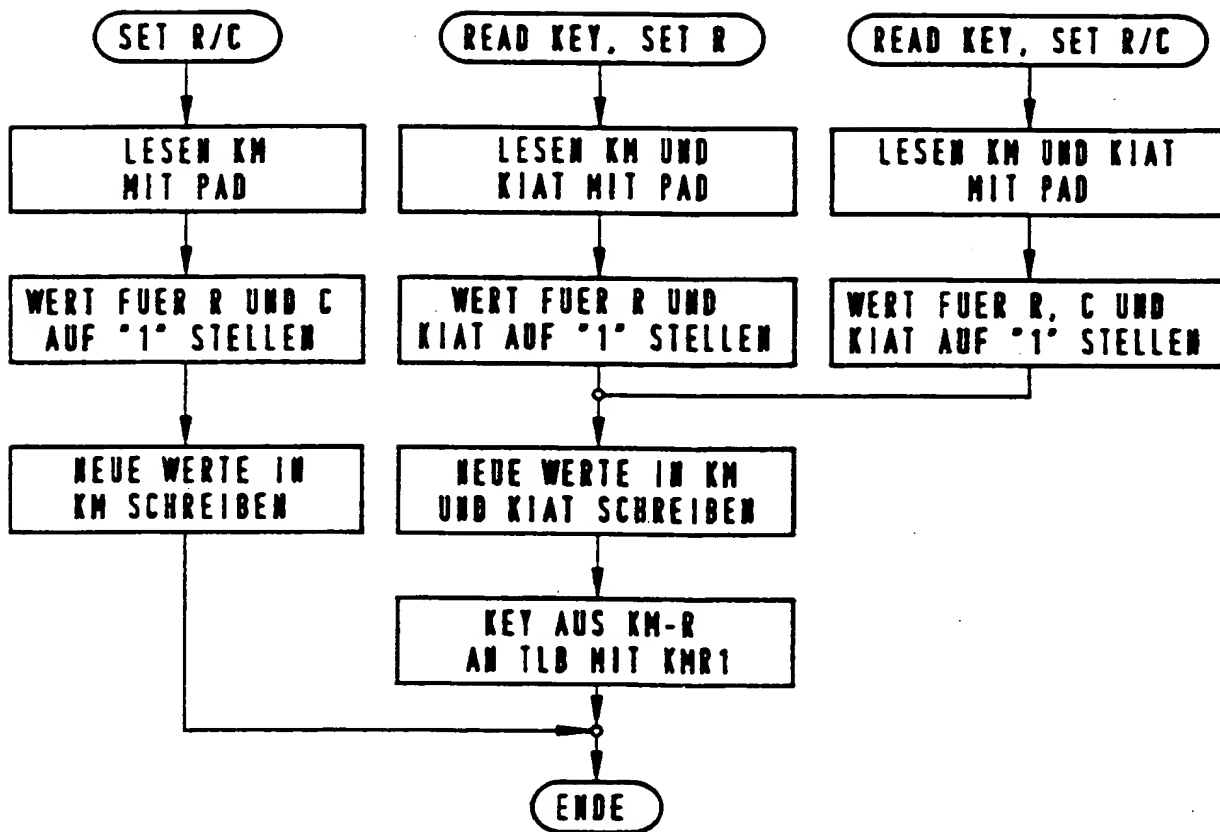 SET R/C
READ KEY, SET R
READ KEY, SET R/C
LESEN KM
MIT PAD
LESEN KM UND
KIAT MIT PAD
LESEN KM UND KIAT
MIT PAD
WERT FUER R UND C
AUF "1" STELLEN
WERT FUER R UND
KIAT AUF "1" STELLEN
WERT FUER R, C UND
KIAT AUF "1" STELLEN
NEUE WERTE IN
KM SCHREIBEN
NEUE WERTE IN KM
UND KIAT SCHREIBEN
KEY AUS KM-R
AN TLB MIT KMR1
ENDE